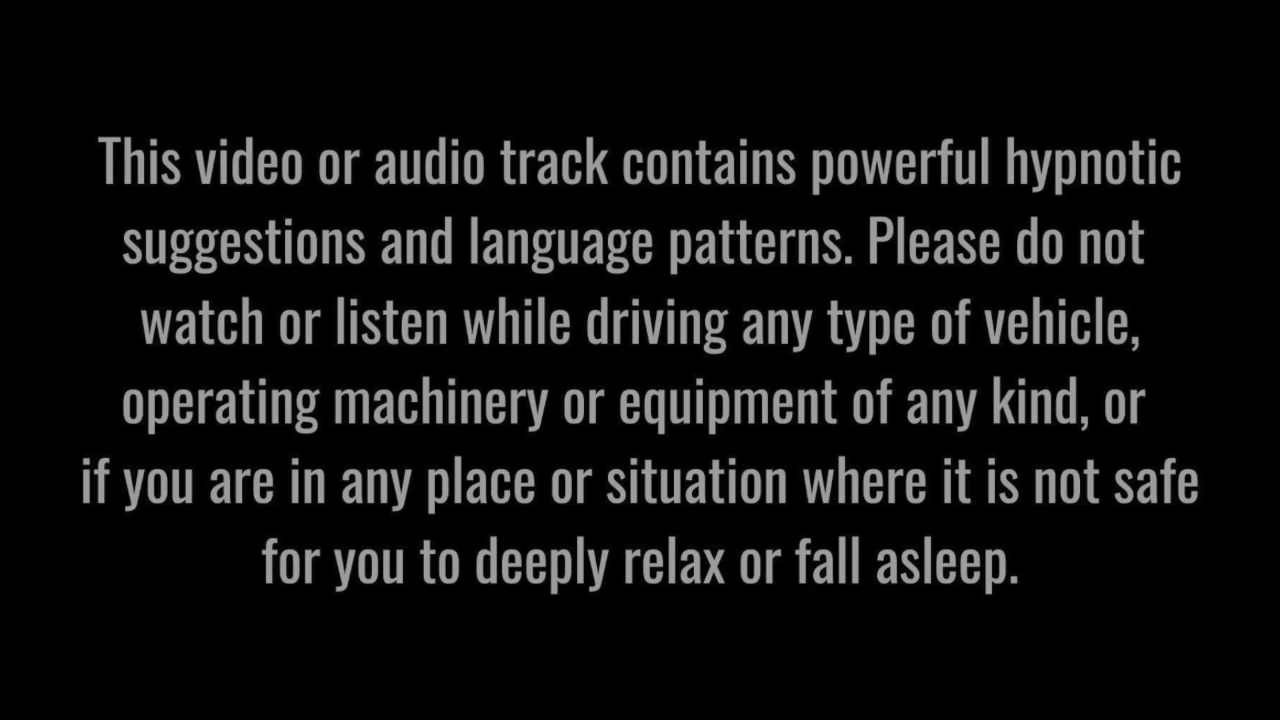 This video or audio track contains powerful hypnotic
suggestions and language patterns. Please do not
watch or listen while driving any type of vehicle,
operating machinery or equipment of any kind, or
if you are in any place or situation where it is not safe
for you to deeply relax or fall asleep.